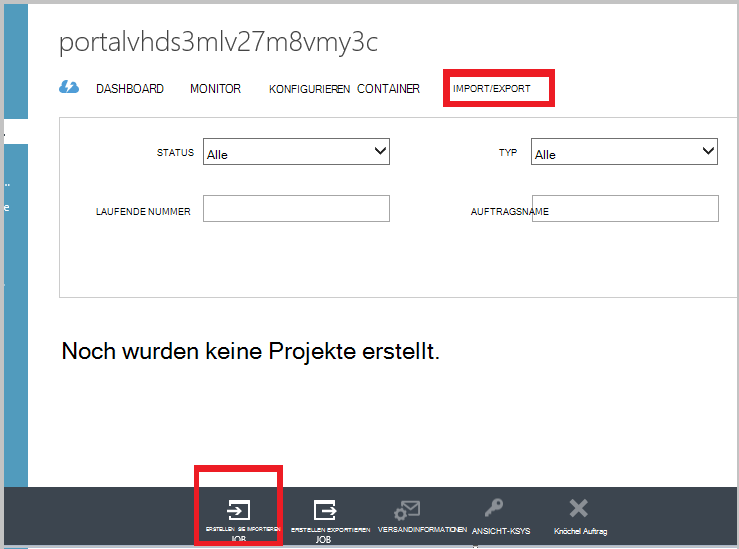 portalvhds3mlv27m8vmy3c
DASHBOARD MONITOR KONFIGURIEREN CONTAINER IMPORT/EXPORT
STATUS Alle TYP Alle
LAUFENDE NUMMER AUFTRAGSNAME
Noch wurden keine Projekte erstellt.
ERSTELLEN SIE IMPORTIEREN ERSTELLEN EXPORTIEREN VERSANDINFORMATIONEN ANSICHT-KSYS Knöchel Auftrag
JOB JOB